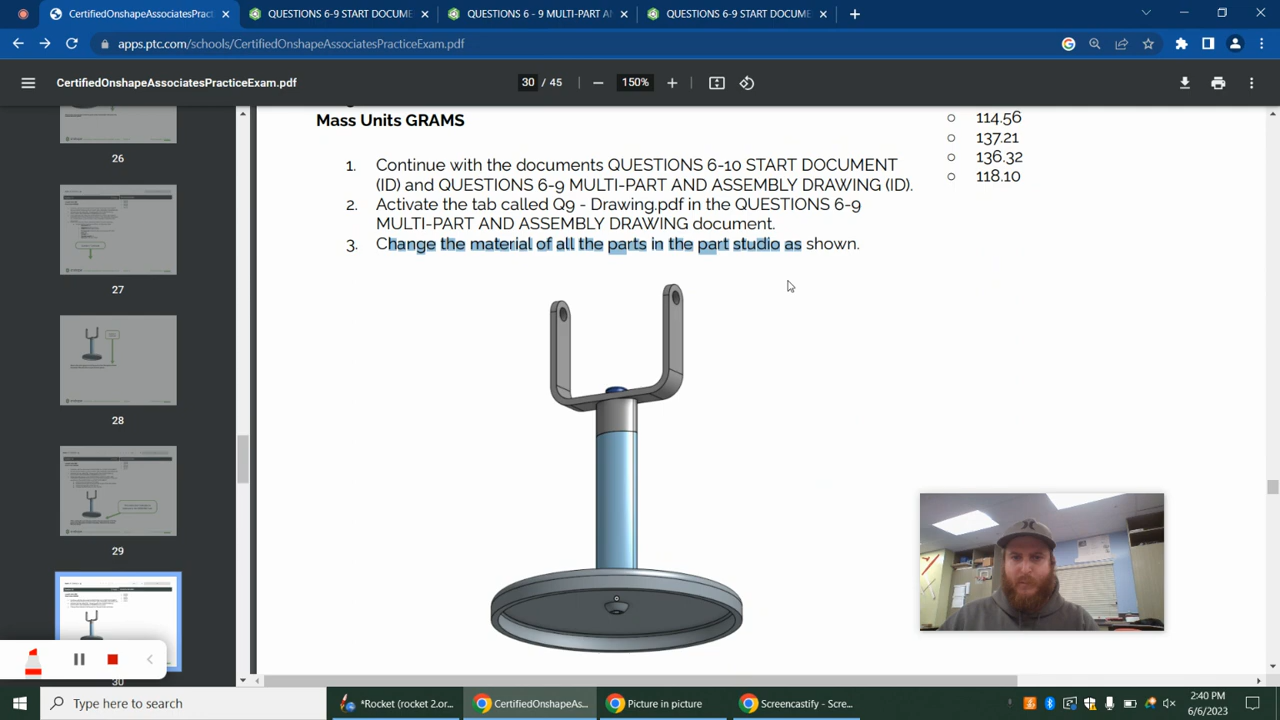 CertifiedOnshapeAssociatesPractic
QUESTIONS 6-9 START DOCUME
QUESTIONS 6 - 9 MULTI-PART A
QUESTIONS 6-9 START DOCUME
apps.ptc.com/schools/CertifiedOnshapeAssociatesPracticeExam.pdf
CertifiedOnshapeAssociatesPracticeExam.pdf
30 / 45
150%
26
27
28
29
30
Mass Units GRAMS
114.56
137.21
136.32
118.10
1. Continue with the documents QUESTIONS 6-10 START DOCUMENT
(ID) and QUESTIONS 6-9 MULTI-PART AND ASSEMBLY DRAWING (ID).
2. Activate the tab called Q9 - Drawing.pdf in the QUESTIONS 6-9
MULTI-PART AND ASSEMBLY DRAWING document.
3. Change the material of all the parts in the part studio as shown.
Type here to search
*Rocket (rocket 2.or...
CertifiedOnshapeAs...
Picture in picture
Screencastify - Scre...
2:40 PM
6/6/2023